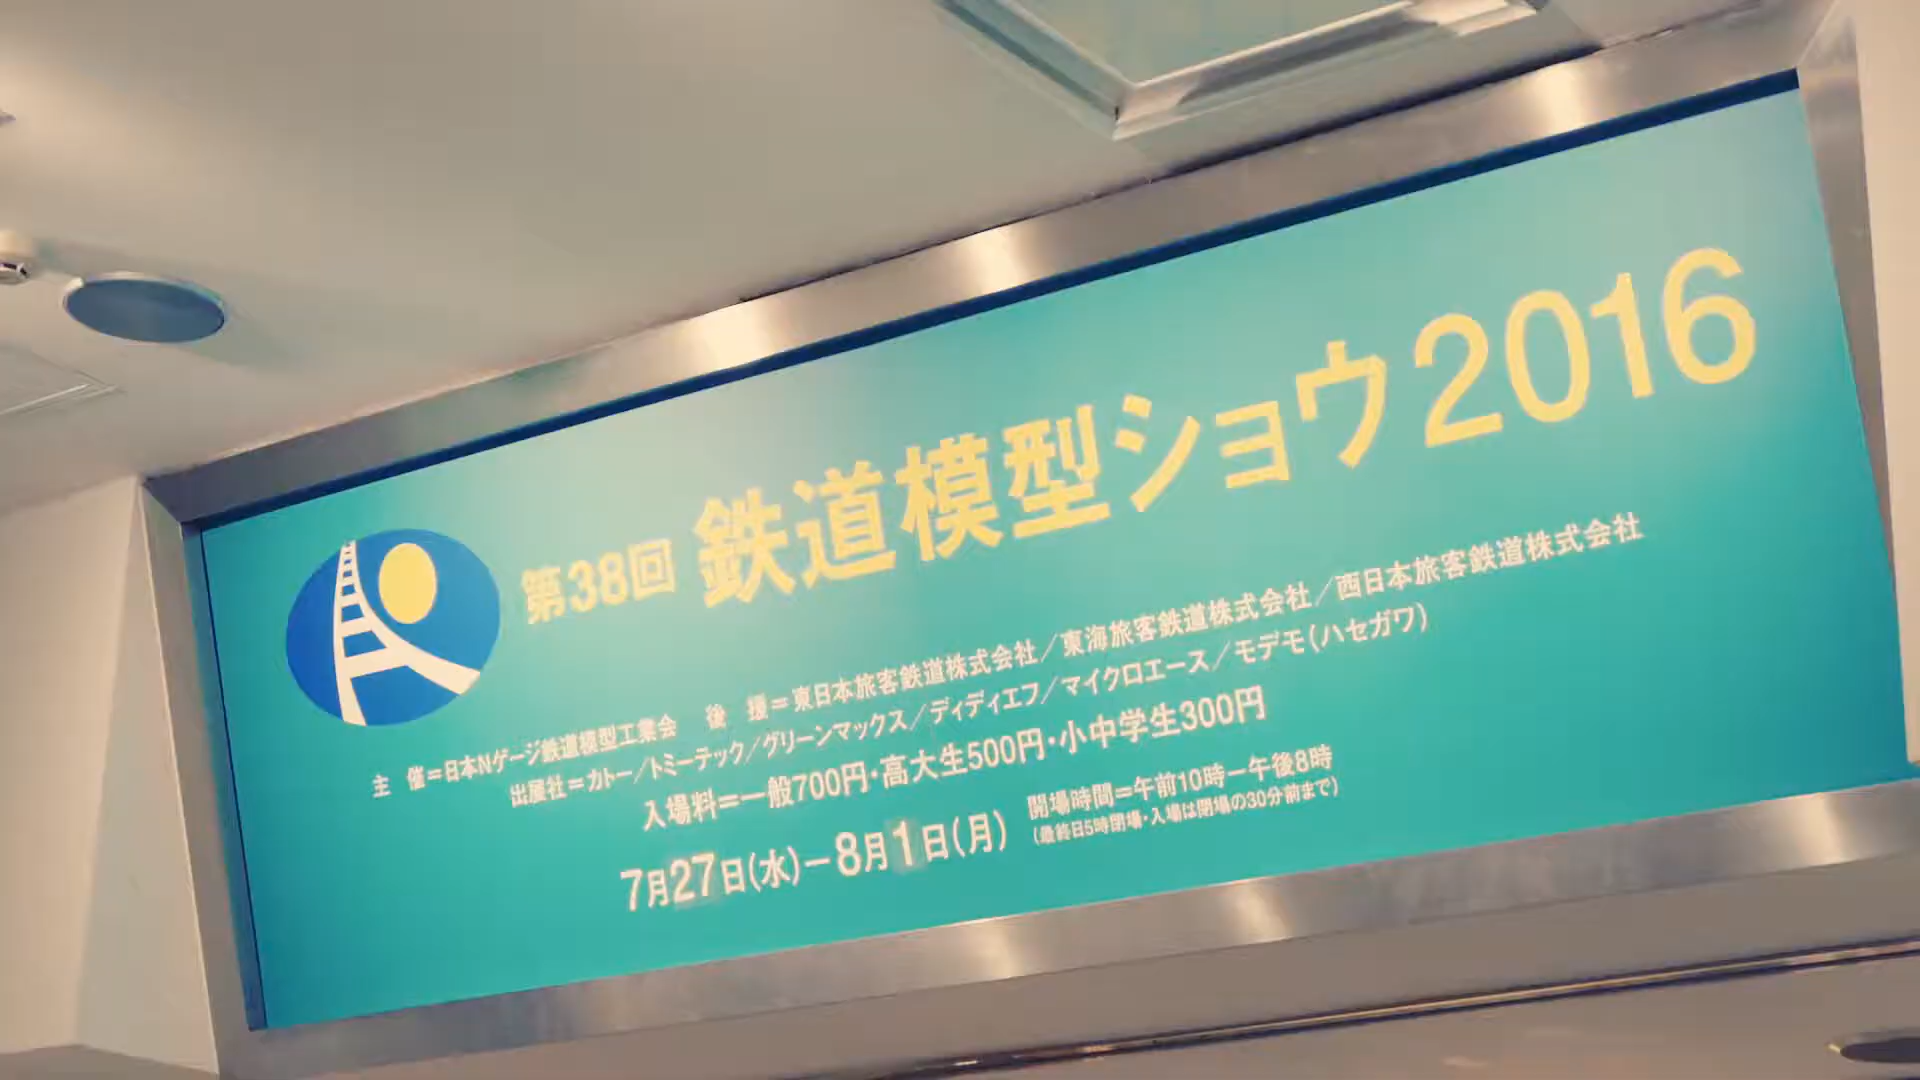 第38回 鉄道模型ショウ2016
主 催=日本Nゲージ鉄道模型工業会 後 援=東日本旅客鉄道株式会社/東海旅客鉄道株式会社/西日本旅客鉄道株式会社
出展社=カトー/トミーテック/グリーンマックス/ディディエフ/マイクロエース/モデモ(ハセガワ)
入場料=一般700円・高大生500円・小中学生300円
7月27日(水)ー8月1日(月) 開場時間=午前10時ー午後8時
(最終日5時閉場・入場は閉場の30分前まで)